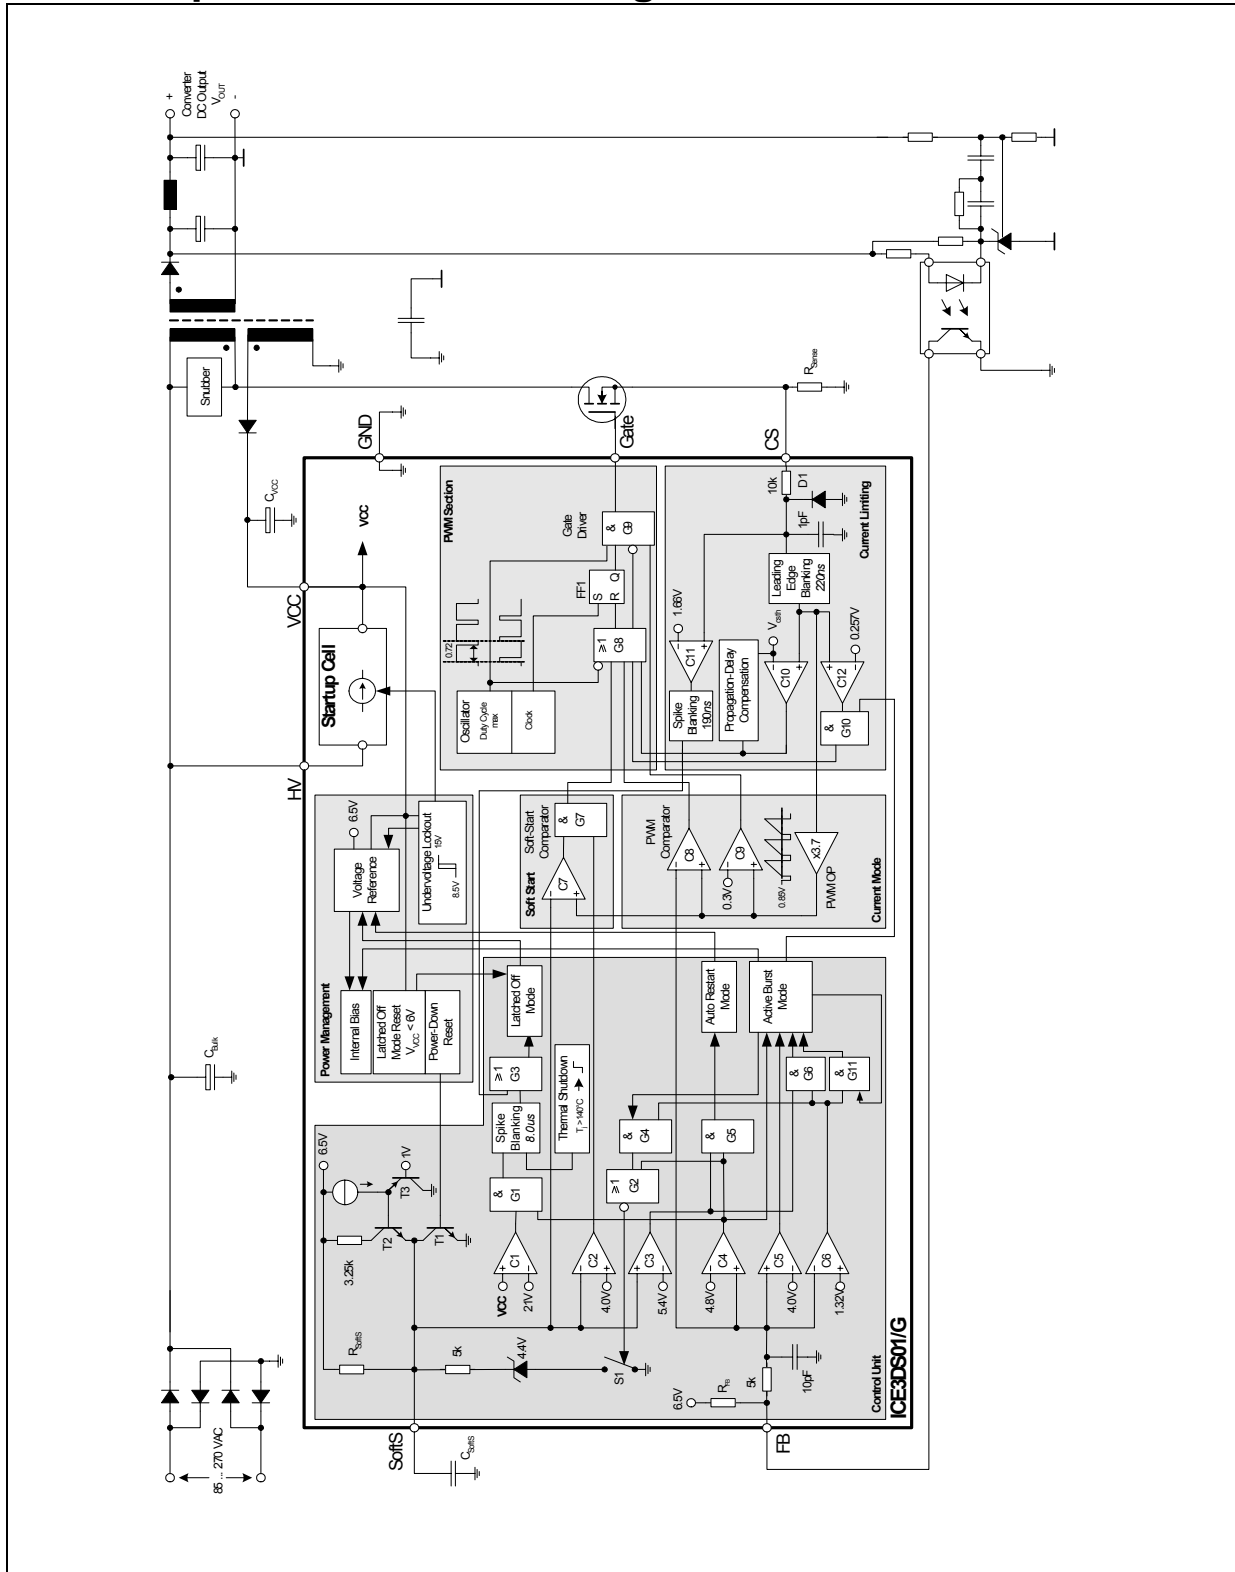 85 ... 270 VAC
CBulk
Snubber
+
Converter
DC Output
VOUT
-
CVCC
HV
VCC
GND
Startup Cell
VCC
Power Management
Internal Bias
Latched Off
Mode Reset
VVCC < 6V
Power-Down
Reset
Voltage
Reference
6.5V
Undervoltage Lockout
15V
8.5V
SoftS
CSoftS
RSoftS
6.5V
3.25k
T2
T3
1V
T1
5k
4.4V
S1
VCC
21V
+
-
C1
&
G1
Spike
Blanking
8.0us
≥1
G3
Latched Off
Mode
Thermal Shutdown
Tj >140°C
4.0V
-
+
C2
5.4V
+
-
C3
≥1
G2
&
G4
4.8V
-
+
C4
&
G5
Auto Restart
Mode
4.0V
+
-
C5
Active Burst
Mode
1.32V
-
+
C6
&
G6
&
G11
6.5V
RFB
5k
10pF
FB
Control Unit
ICE3DS01/G
Soft Start
Soft-Start
Comparator
-
+
C7
&
G7
PWM
Comparator
-
+
C8
0.3V
-
+
C9
0.85V
x3.7
PWM OP
Current Mode
PWM Section
Oscillator
Duty Cycle
max
Clock
0.72
≥1
G8
FF1
S
R
Q
Gate
Driver
&
G9
Gate
Spike
Blanking
190ns
1.66V
-
+
C11
Propagation-Delay
Compensation
Vcsth
-
+
C10
+
-
C12
0.257V
&
G10
Leading
Edge
Blanking
220ns
10k
D1
1pF
Current Limiting
CS
RSense